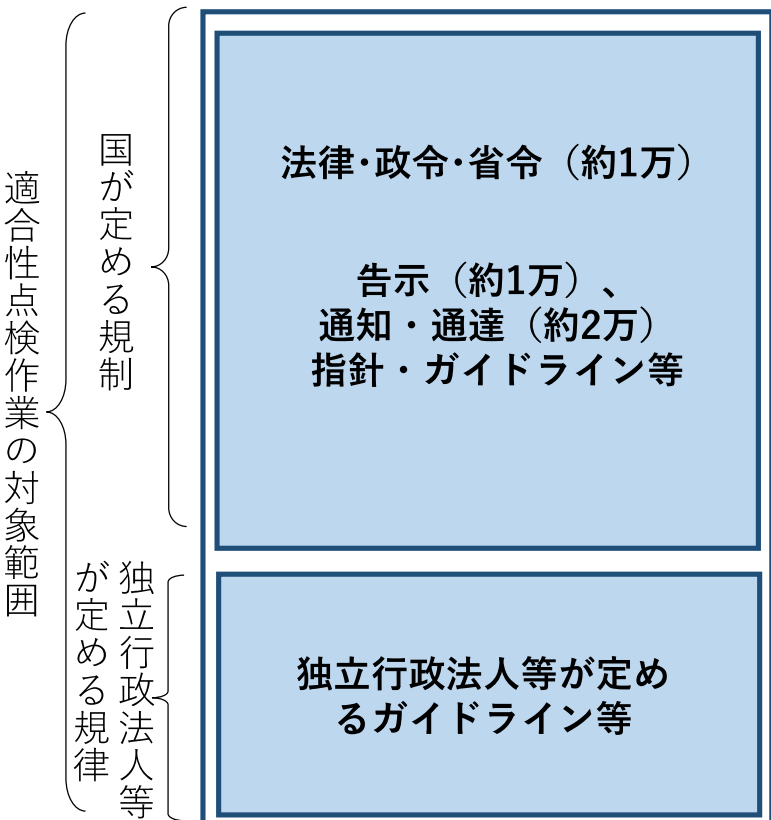 適合性点検作業の対象範囲
国が定める規制
法律･政令･省令（約1万）
告示（約1万）、
通知・通達（約2万）
指針・ガイドライン等
独立行政法人等
が定める規律
独立行政法人等が定め
るガイドライン等